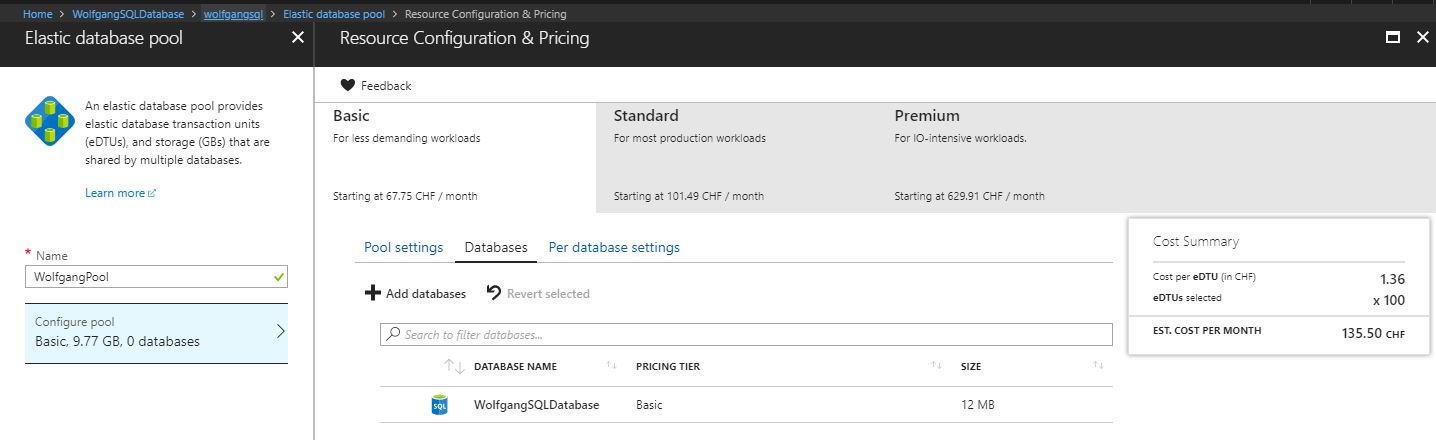 Home > WolfgangSQLDatabase > wolfgangsql > Elastic database pool > Resource Configuration & Pricing
Elastic database pool
An elastic database pool provides
elastic database transaction units
(eDTUs), and storage (GBs) that are
shared by multiple databases.
Learn more
* Name
WolfgangPool
Configure pool
Basic, 9.77 GB, 0 databases
Resource Configuration & Pricing
Feedback
Basic
For less demanding workloads
Starting at 67.75 CHF / month
Standard
For most production workloads
Starting at 101.49 CHF / month
Premium
For IO-intensive workloads.
Starting at 629.91 CHF / month
Pool settings Databases Per database settings
Add databases Revert selected
Search to filter databases...
DATABASE NAME PRICING TIER SIZE
SQL WolfgangSQLDatabase Basic 12 MB
Cost Summary
Cost per eDTU (in CHF) 1.36
eDTUs selected x 100
EST. COST PER MONTH 135.50 CHF